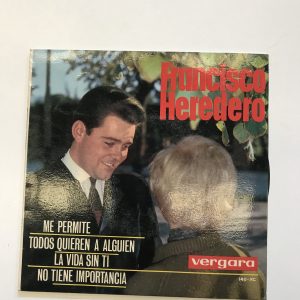 Francisco
Heredero
ME PERMITE
TODOS QUIEREN A ALGUIEN
LA VIDA SIN TI
NO TIENE IMPORTANCIA
vergara